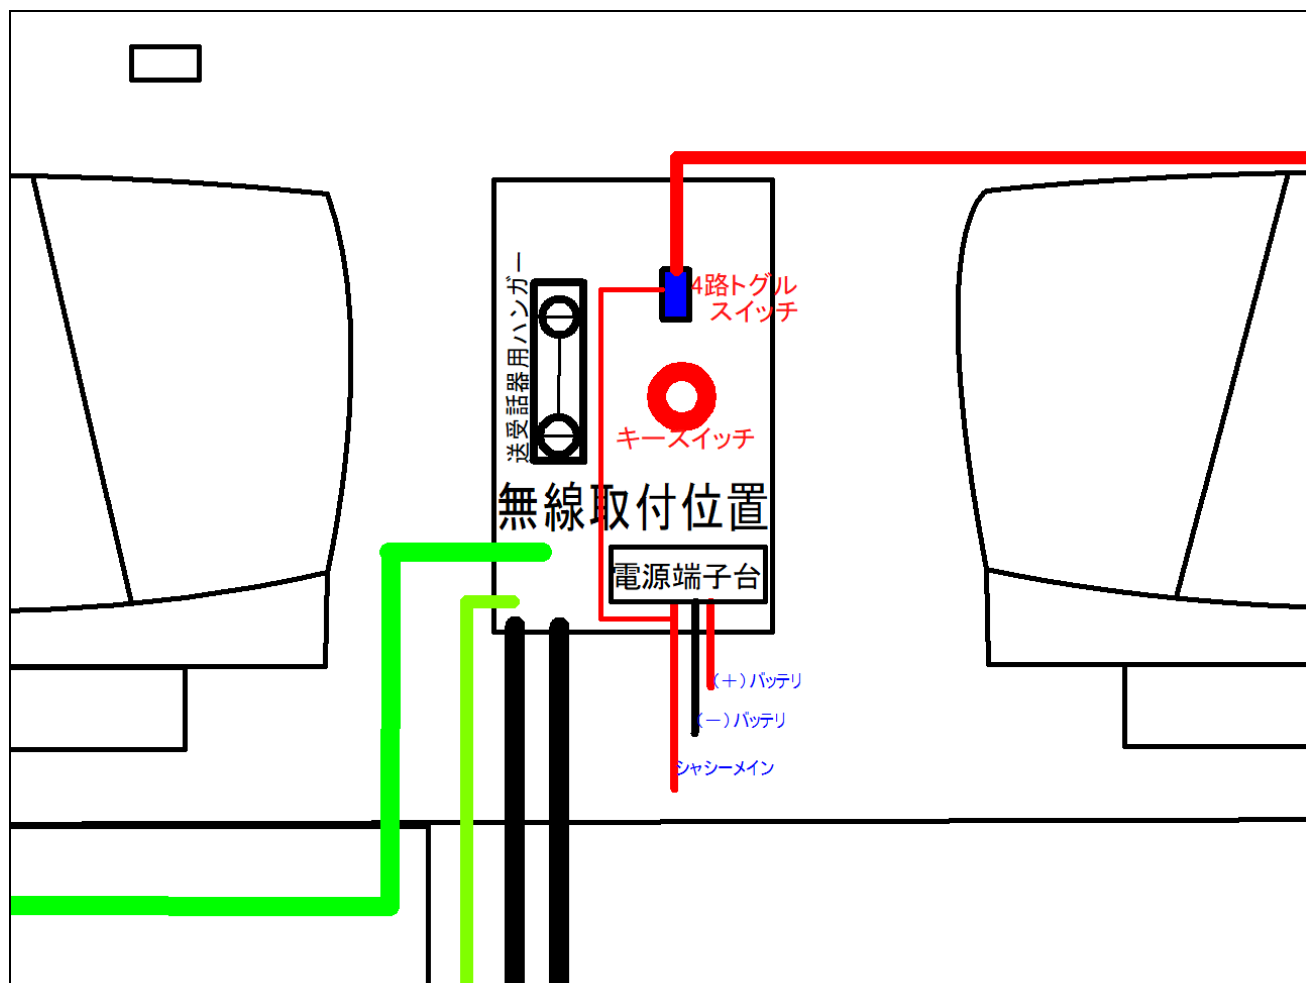 4路トグル
スイッチ
送受話器用ハンガー
キースイッチ
無線取付位置
電源端子台
(+)バッテリ
(−)バッテリ
シャシーメイン